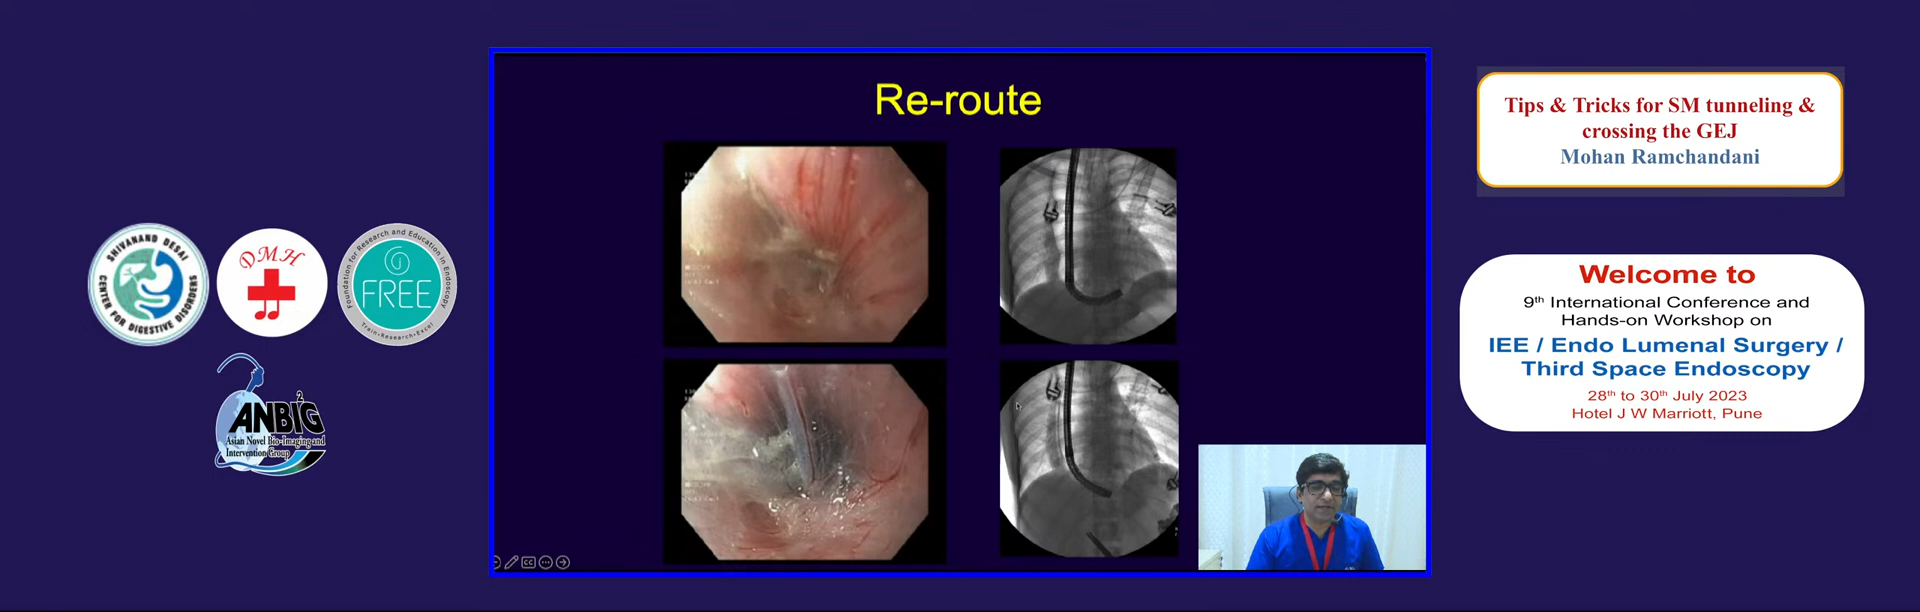 SHIVANAND DESAI
CENTER FOR DIGESTIVE DISORDERS
DMH
Foundation for Research and Education in Endoscopy
FREE
Train•Research•Excel
ANBIG
2
Asian Novel Bio-Imaging and
Intervention Group
Re-route
CC
Tips & Tricks for SM tunneling &
crossing the GEJ
Mohan Ramchandani
Welcome to
9th International Conference and
Hands-on Workshop on
IEE / Endo Lumenal Surgery /
Third Space Endoscopy
28th to 30th July 2023
Hotel J W Marriott, Pune